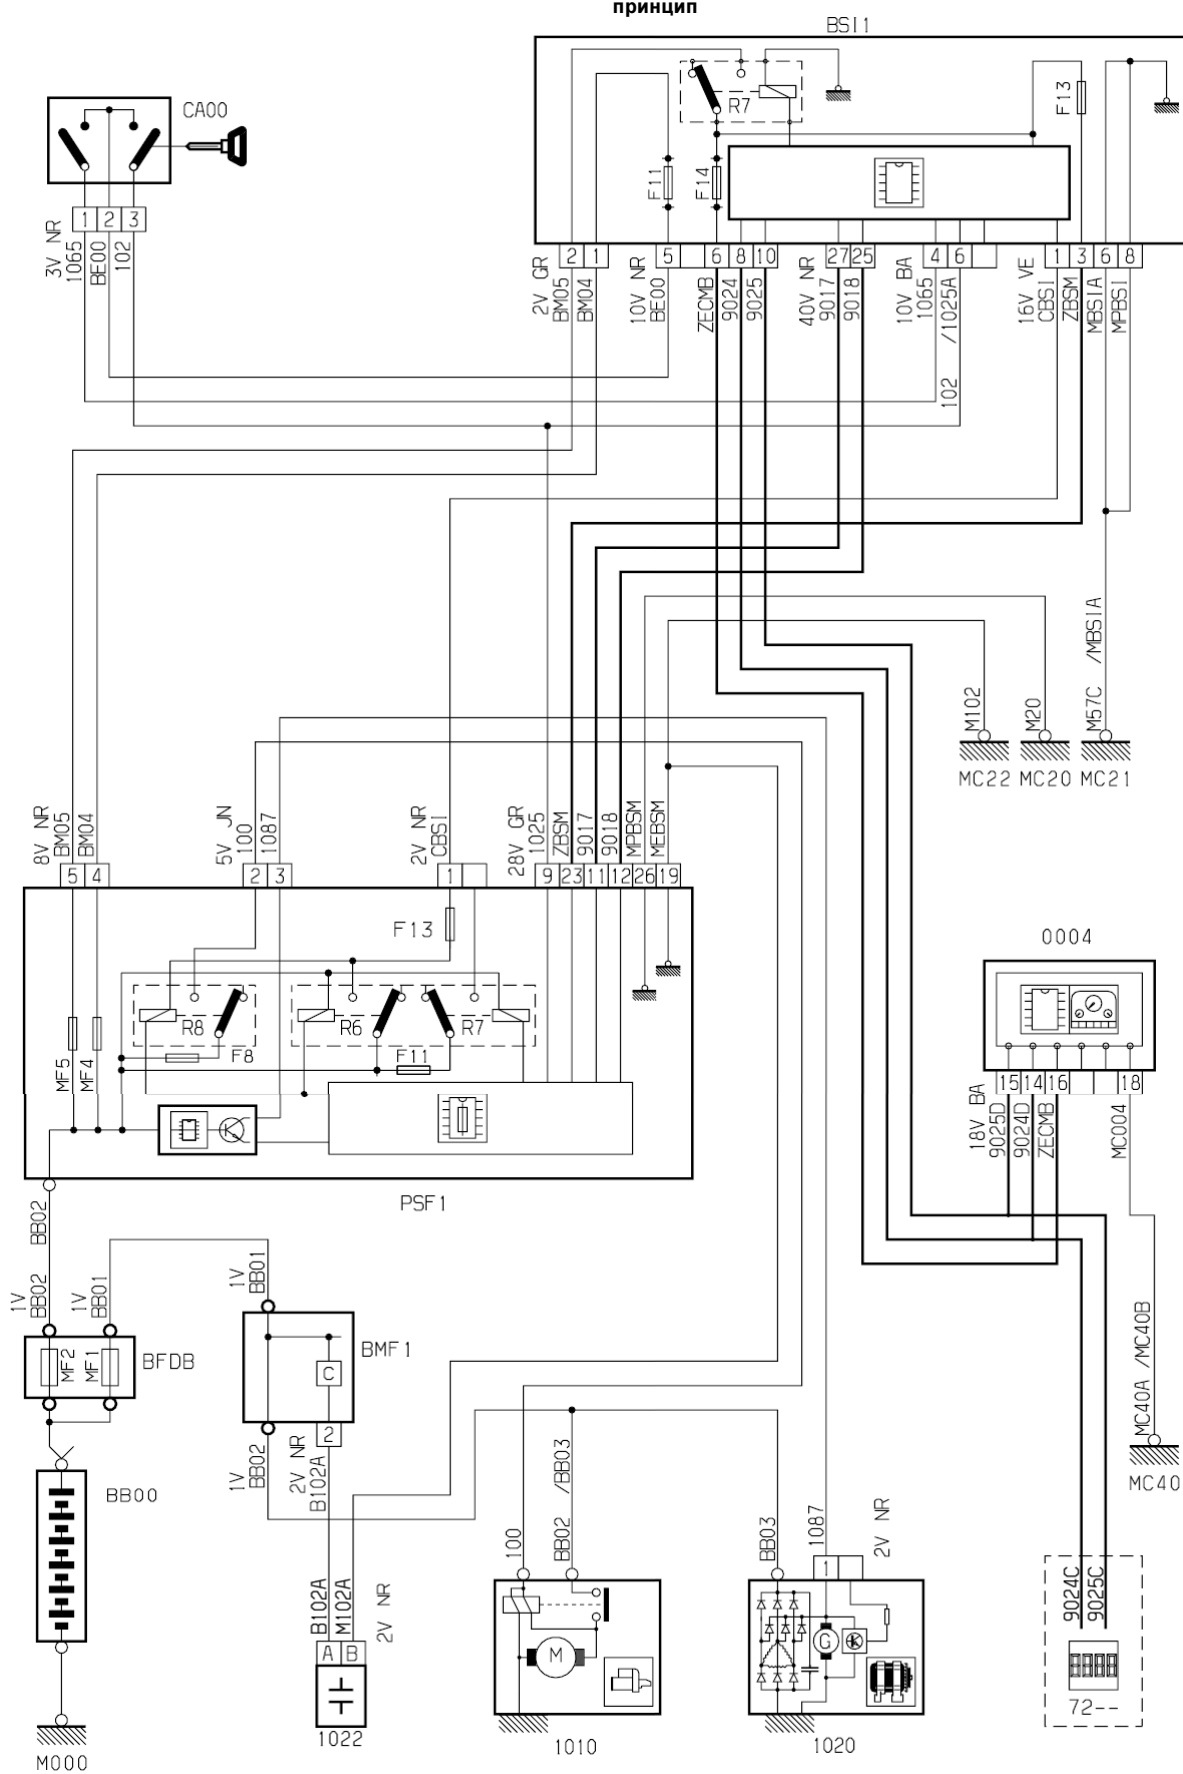 принцип
BSI1
CA00
R7
F13
F11
F14
1 2 3
2 1
5
6 8 10
27 25
4 6
1 3 6 8
3V NR
1065
BE00
102
2V GR
BM05
BM04
10V NR
BE00
ZECMB
9024
9025
40V NR
9017
9018
10V BA
1065
/1025A
102
16V VE
CBSI
ZBSM
MBSIA
MPBSI
M102
M20
M57C /MBSIA
MC22 MC20 MC21
8V NR
BM05
BM04
5V JN
100
1087
2V NR
CBSI
28V GR
1025
ZBSM
9017
9018
MPBSM
MEBSM
5 4
2 3
1
9 23 11 12 26 19
F13
R8
R6
R7
F8
F11
MF5
MF4
PSF1
0004
15 14 16 18
18V BA
9025D
9024D
ZECMB
MC004
BB02
1V
BB02
1V
BB01
1V
BB01
MF2
MF1
BFDB
BMF1
C
2
1V
BB02
2V NR
B102A
BB00
MC40A /MC40B
MC40
100
BB02 /BB03
BB03
1087
2V NR
1
B102A
M102A
2V NR
A B
M
G
9024C
9025C
72--
M000
1022
1010
1020